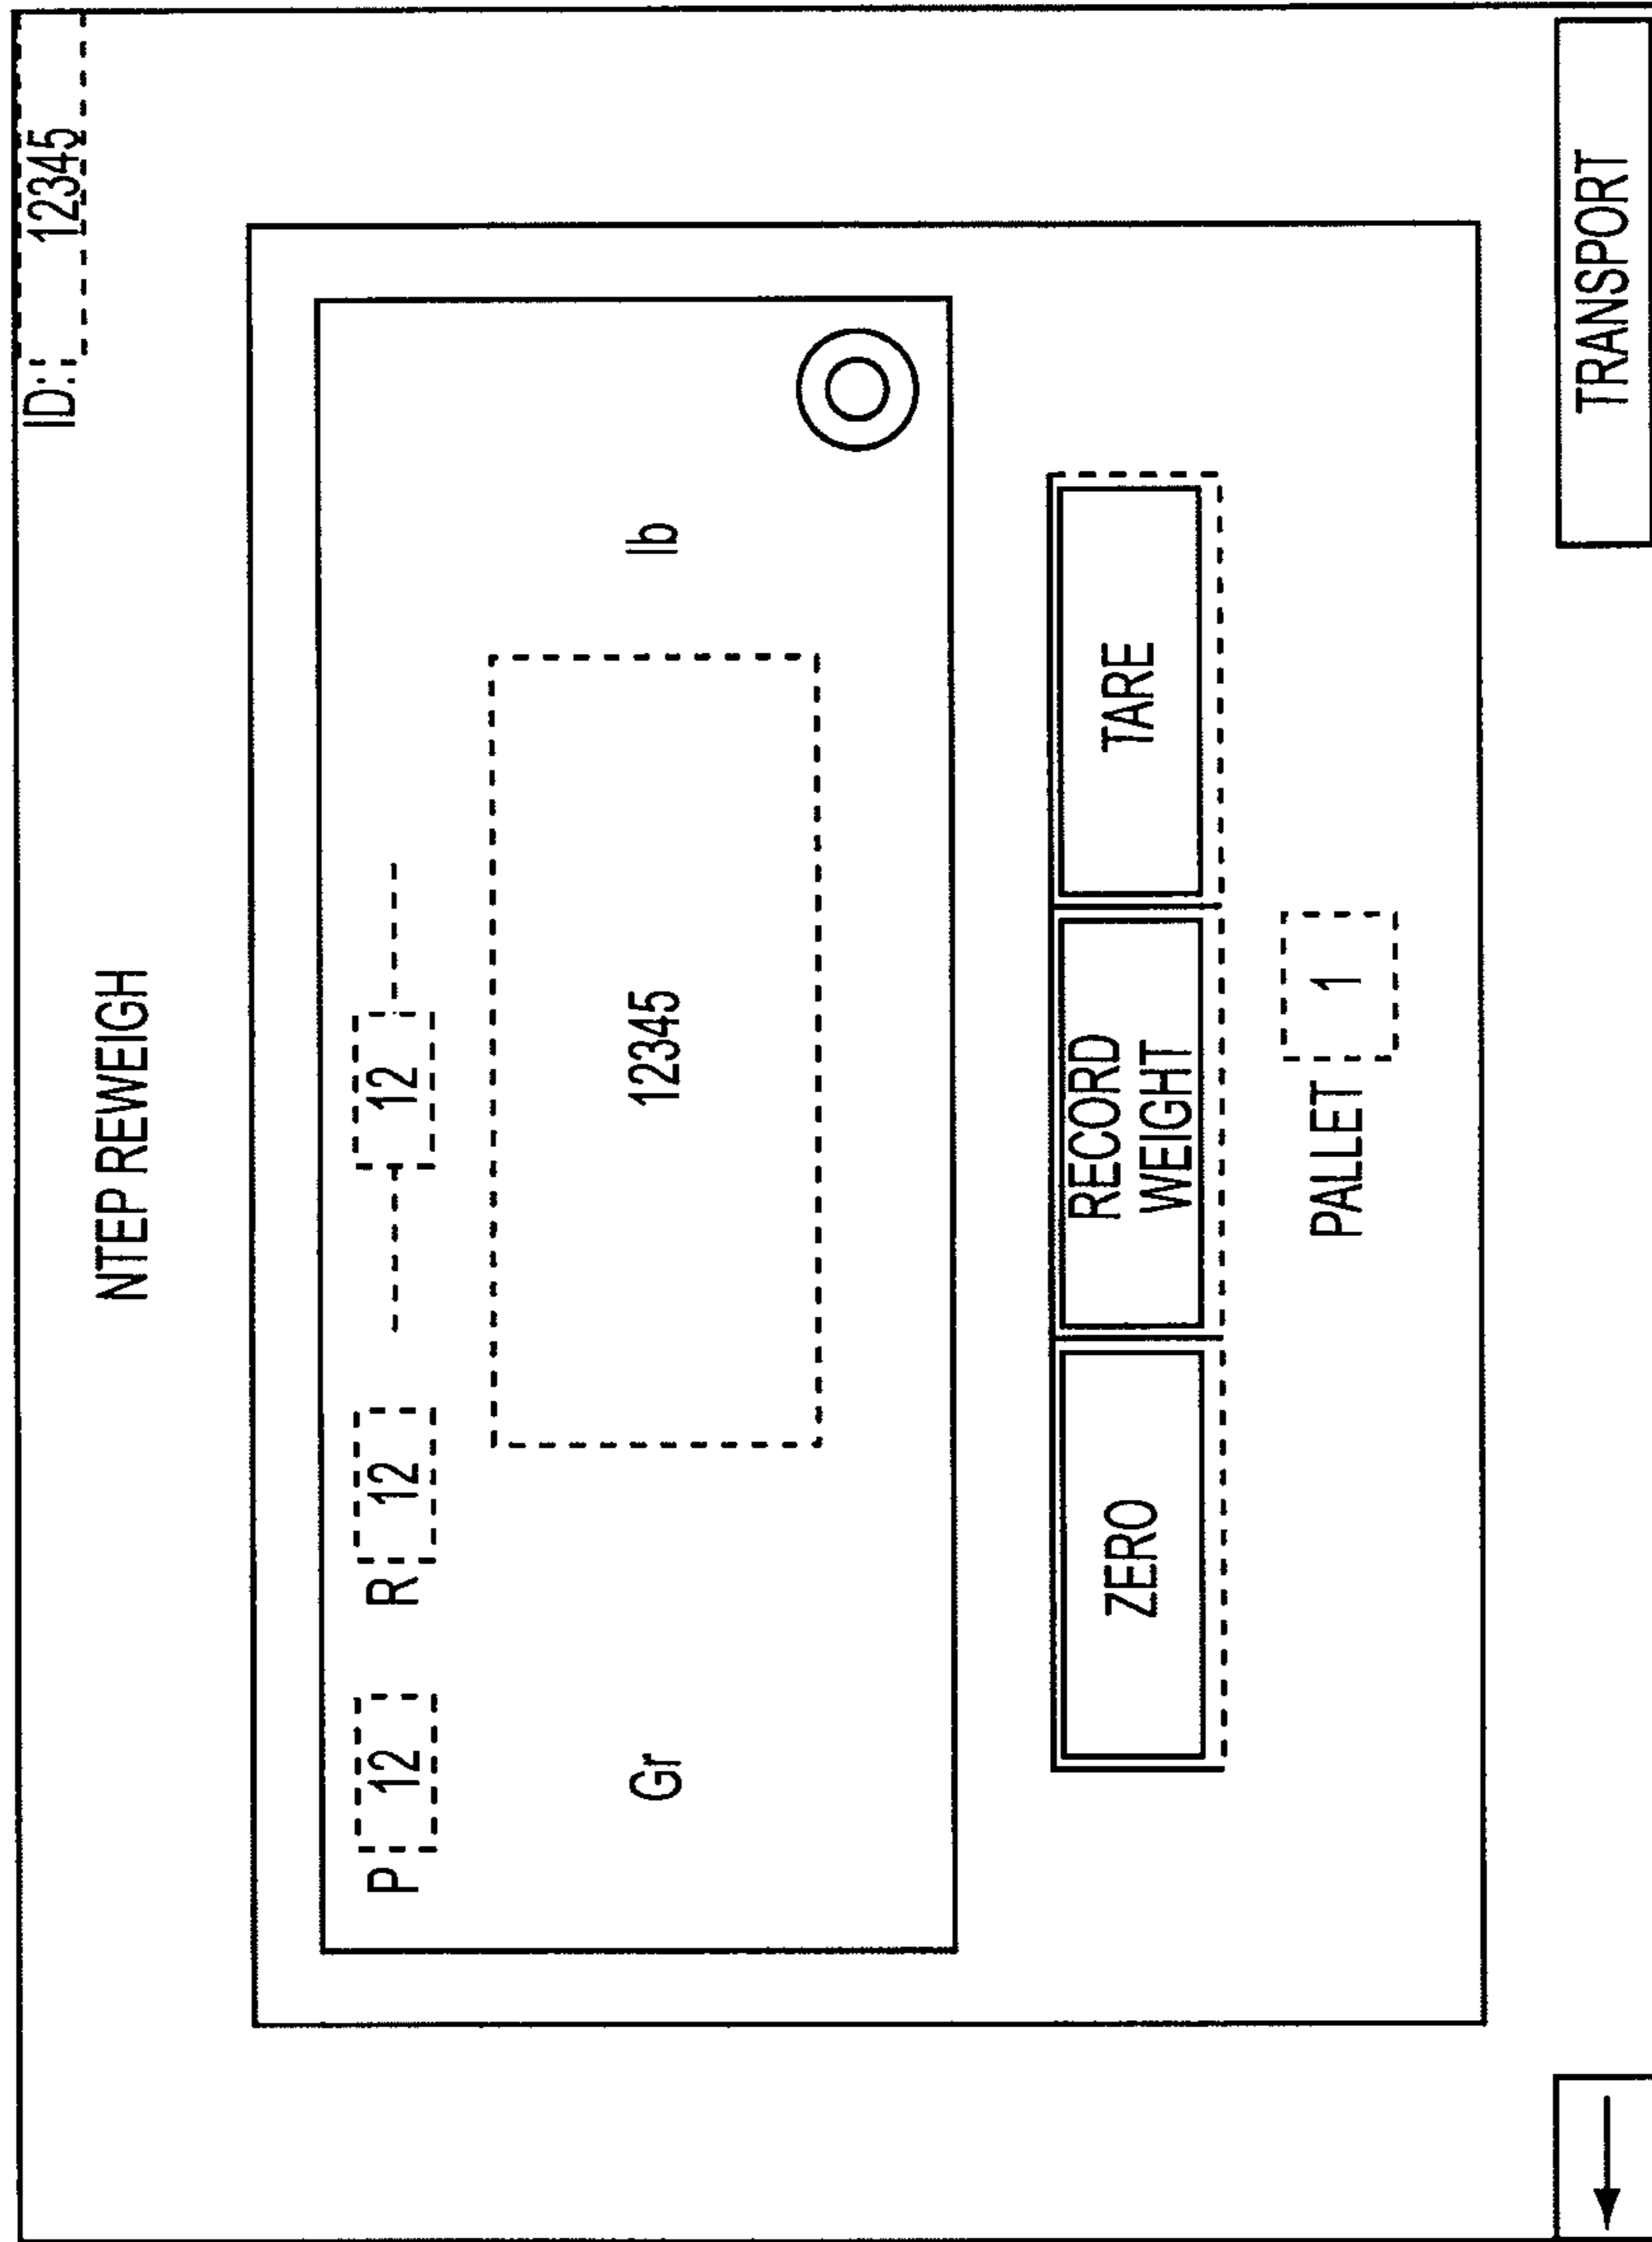 ID: 12345
NTEP REWEIGH
P 12 R 12 12
Gr 12345 lb
ZERO RECORD WEIGHT TARE
PALLET 1
TRANSPORT